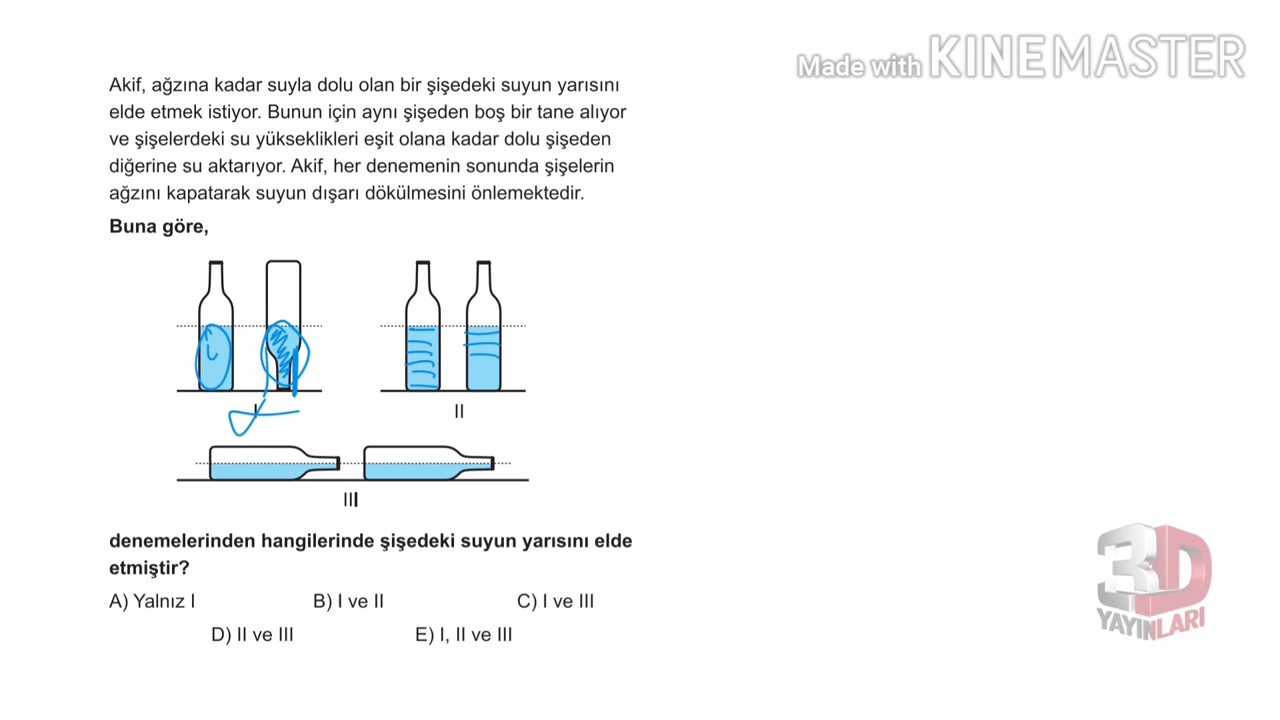 Made with KINEMASTER
Akif, ağzına kadar suyla dolu olan bir şişedeki suyun yarısını
elde etmek istiyor. Bunun için aynı şişeden boş bir tane alıyor
ve şişelerdeki su yükseklikleri eşit olana kadar dolu şişeden
diğerine su aktarıyor. Akif, her denemenin sonunda şişelerin
ağzını kapatarak suyun dışarı dökülmesini önlemektedir.
Buna göre,
I II
III
denemelerinden hangilerinde şişedeki suyun yarısını elde
etmiştir?
A) Yalnız I B) I ve II C) I ve III
D) II ve III E) I, II ve III
3D
YAYINLARI